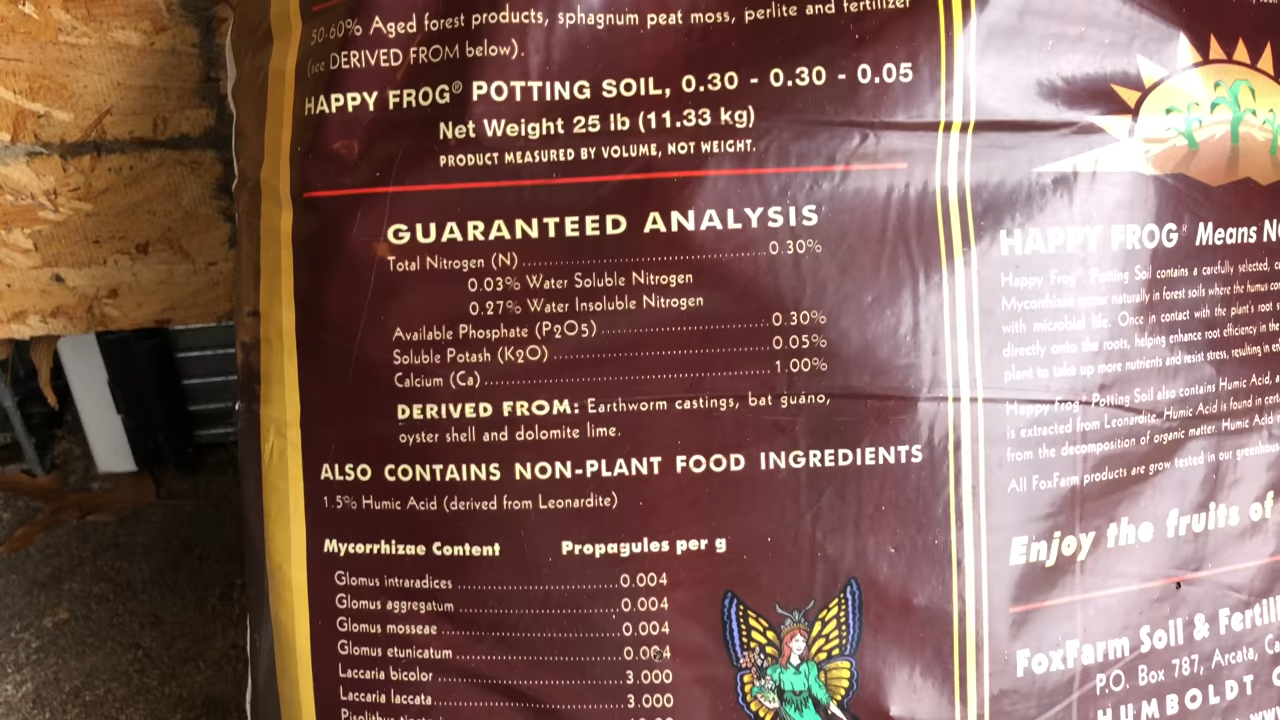 50-60% Aged forest products, sphagnum peat moss, perlite and fertilizer
(see DERIVED FROM below).
HAPPY FROG® POTTING SOIL, 0.30 - 0.30 - 0.05
Net Weight 25 lb (11.33 kg)
PRODUCT MEASURED BY VOLUME, NOT WEIGHT.
GUARANTEED ANALYSIS
Total Nitrogen (N)..........0.30%
0.03% Water Soluble Nitrogen
0.27% Water Insoluble Nitrogen
Available Phosphate (P2O5)..........0.30%
Soluble Potash (K2O)..........0.05%
Calcium (Ca)..........1.00%
DERIVED FROM: Earthworm castings, bat guano,
oyster shell and dolomite lime.
ALSO CONTAINS NON-PLANT FOOD INGREDIENTS
1.5% Humic Acid (derived from Leonardite)
Mycorrhizae Content Propagules per g
Glomus intraradices..........0.004
Glomus aggregatum..........0.004
Glomus mosseae..........0.004
Glomus etunicatum..........0.004
Laccaria bicolor..........3.000
Laccaria laccata..........3.000
Pisolithus
HAPPY FROG® Means
Happy Frog® Potting Soil contains a carefully selected,
Mycorrhizae occur naturally in forest soils where the humus
with microbial life. Once in contact with the plant's root
directly onto the roots, helping enhance root efficiency in the
plant to take up more nutrients and resist stress, resulting in
Happy Frog® Potting Soil also contains Humic Acid,
is extracted from Leonardite. Humic Acid is found in
from the decomposition of organic matter. Humic Acid
All FoxFarm products are grow tested in our
Enjoy the fruits of
FoxFarm Soil &
P.O. Box 787, Arcata,
HUMBOLDT